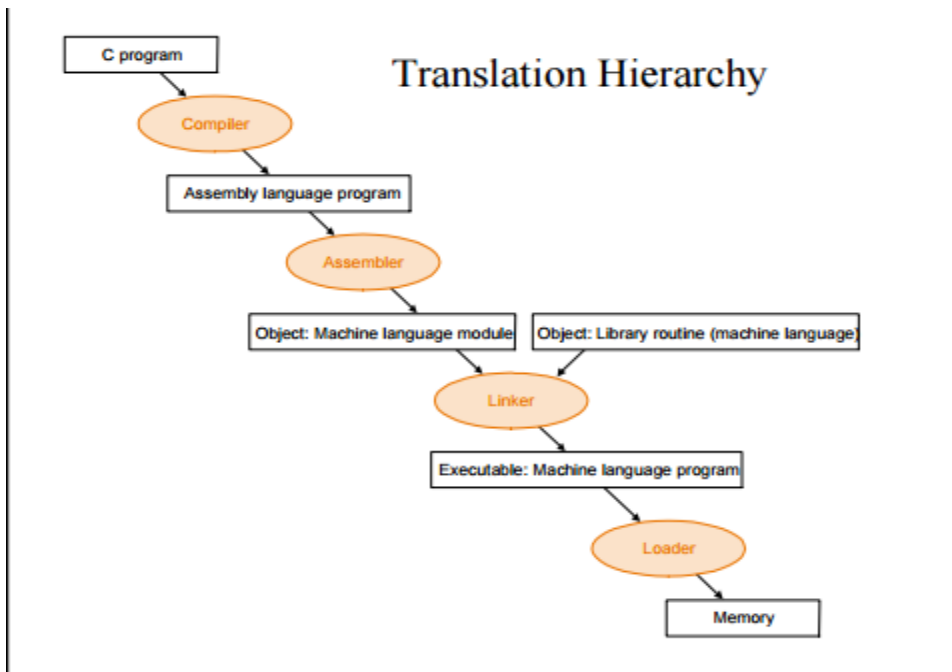 Translation Hierarchy
C program
Compiler
Assembly language program
Assembler
Object: Machine language module
Object: Library routine (machine language)
Linker
Executable: Machine language program
Loader
Memory